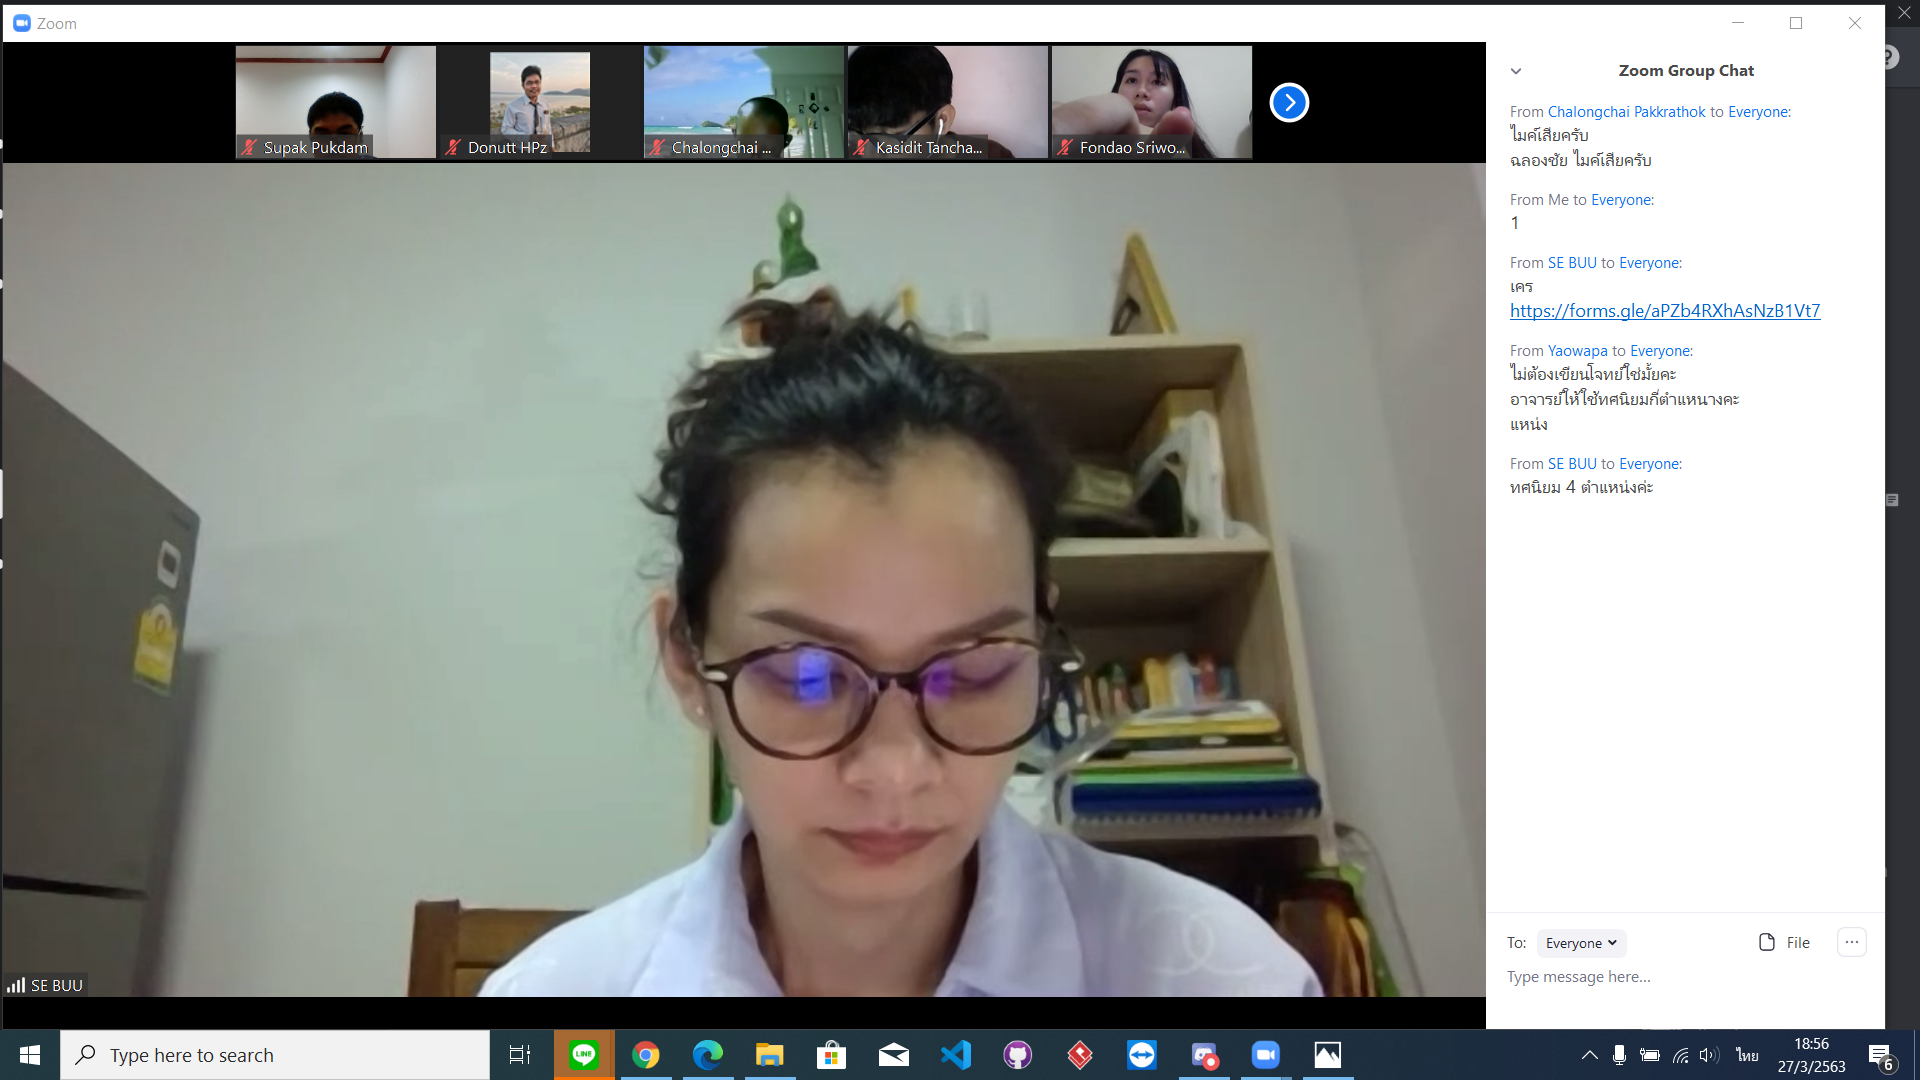 Zoom
Supak Pukdam
Donutt HPz
Chalongchai ...
Kasidit Tancha...
Fondao Sriwo...
SE BUU
Zoom Group Chat
From Chalongchai Pakkrathok to Everyone:
ไมค์เสียครับ
ฉลองชัย ไมค์เสียครับ
From Me to Everyone:
1
From SE BUU to Everyone:
เคร
https://forms.gle/aPZb4RXhAsNzB1Vt7
From Yaowapa to Everyone:
ไม่ต้องเขียนโจทย์ใช่มั้ยคะ
อาจารย์ให้ใช้ทศนิยมกี่ตำแหนางคะ
แหน่ง
From SE BUU to Everyone:
ทศนิยม 4 ตำแหน่งค่ะ
To: Everyone
File
Type message here...
Type here to search
LINE
ไทย
18:56
27/3/2563
6